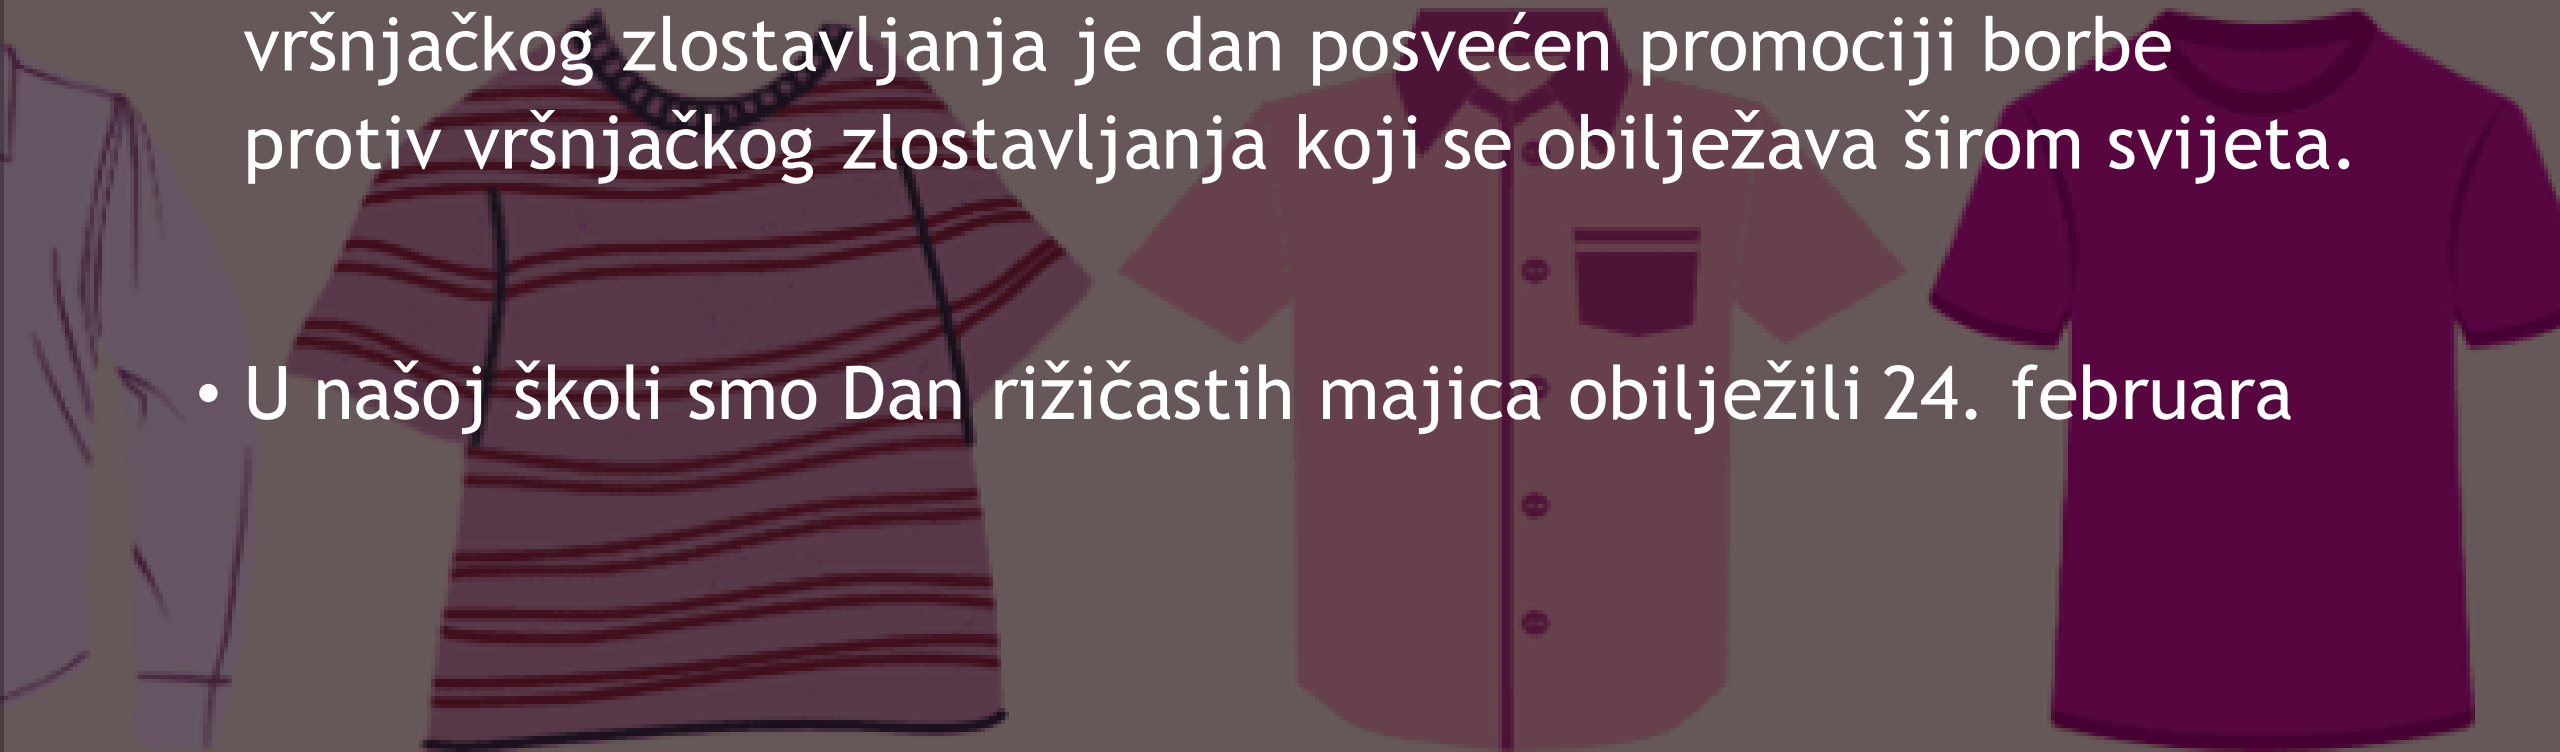 vršnjačkog zlostavljanja je dan posvećen promociji borbe
protiv vršnjačkog zlostavljanja koji se obilježava širom svijeta.
• U našoj školi smo Dan rižičastih majica obilježili 24. februara